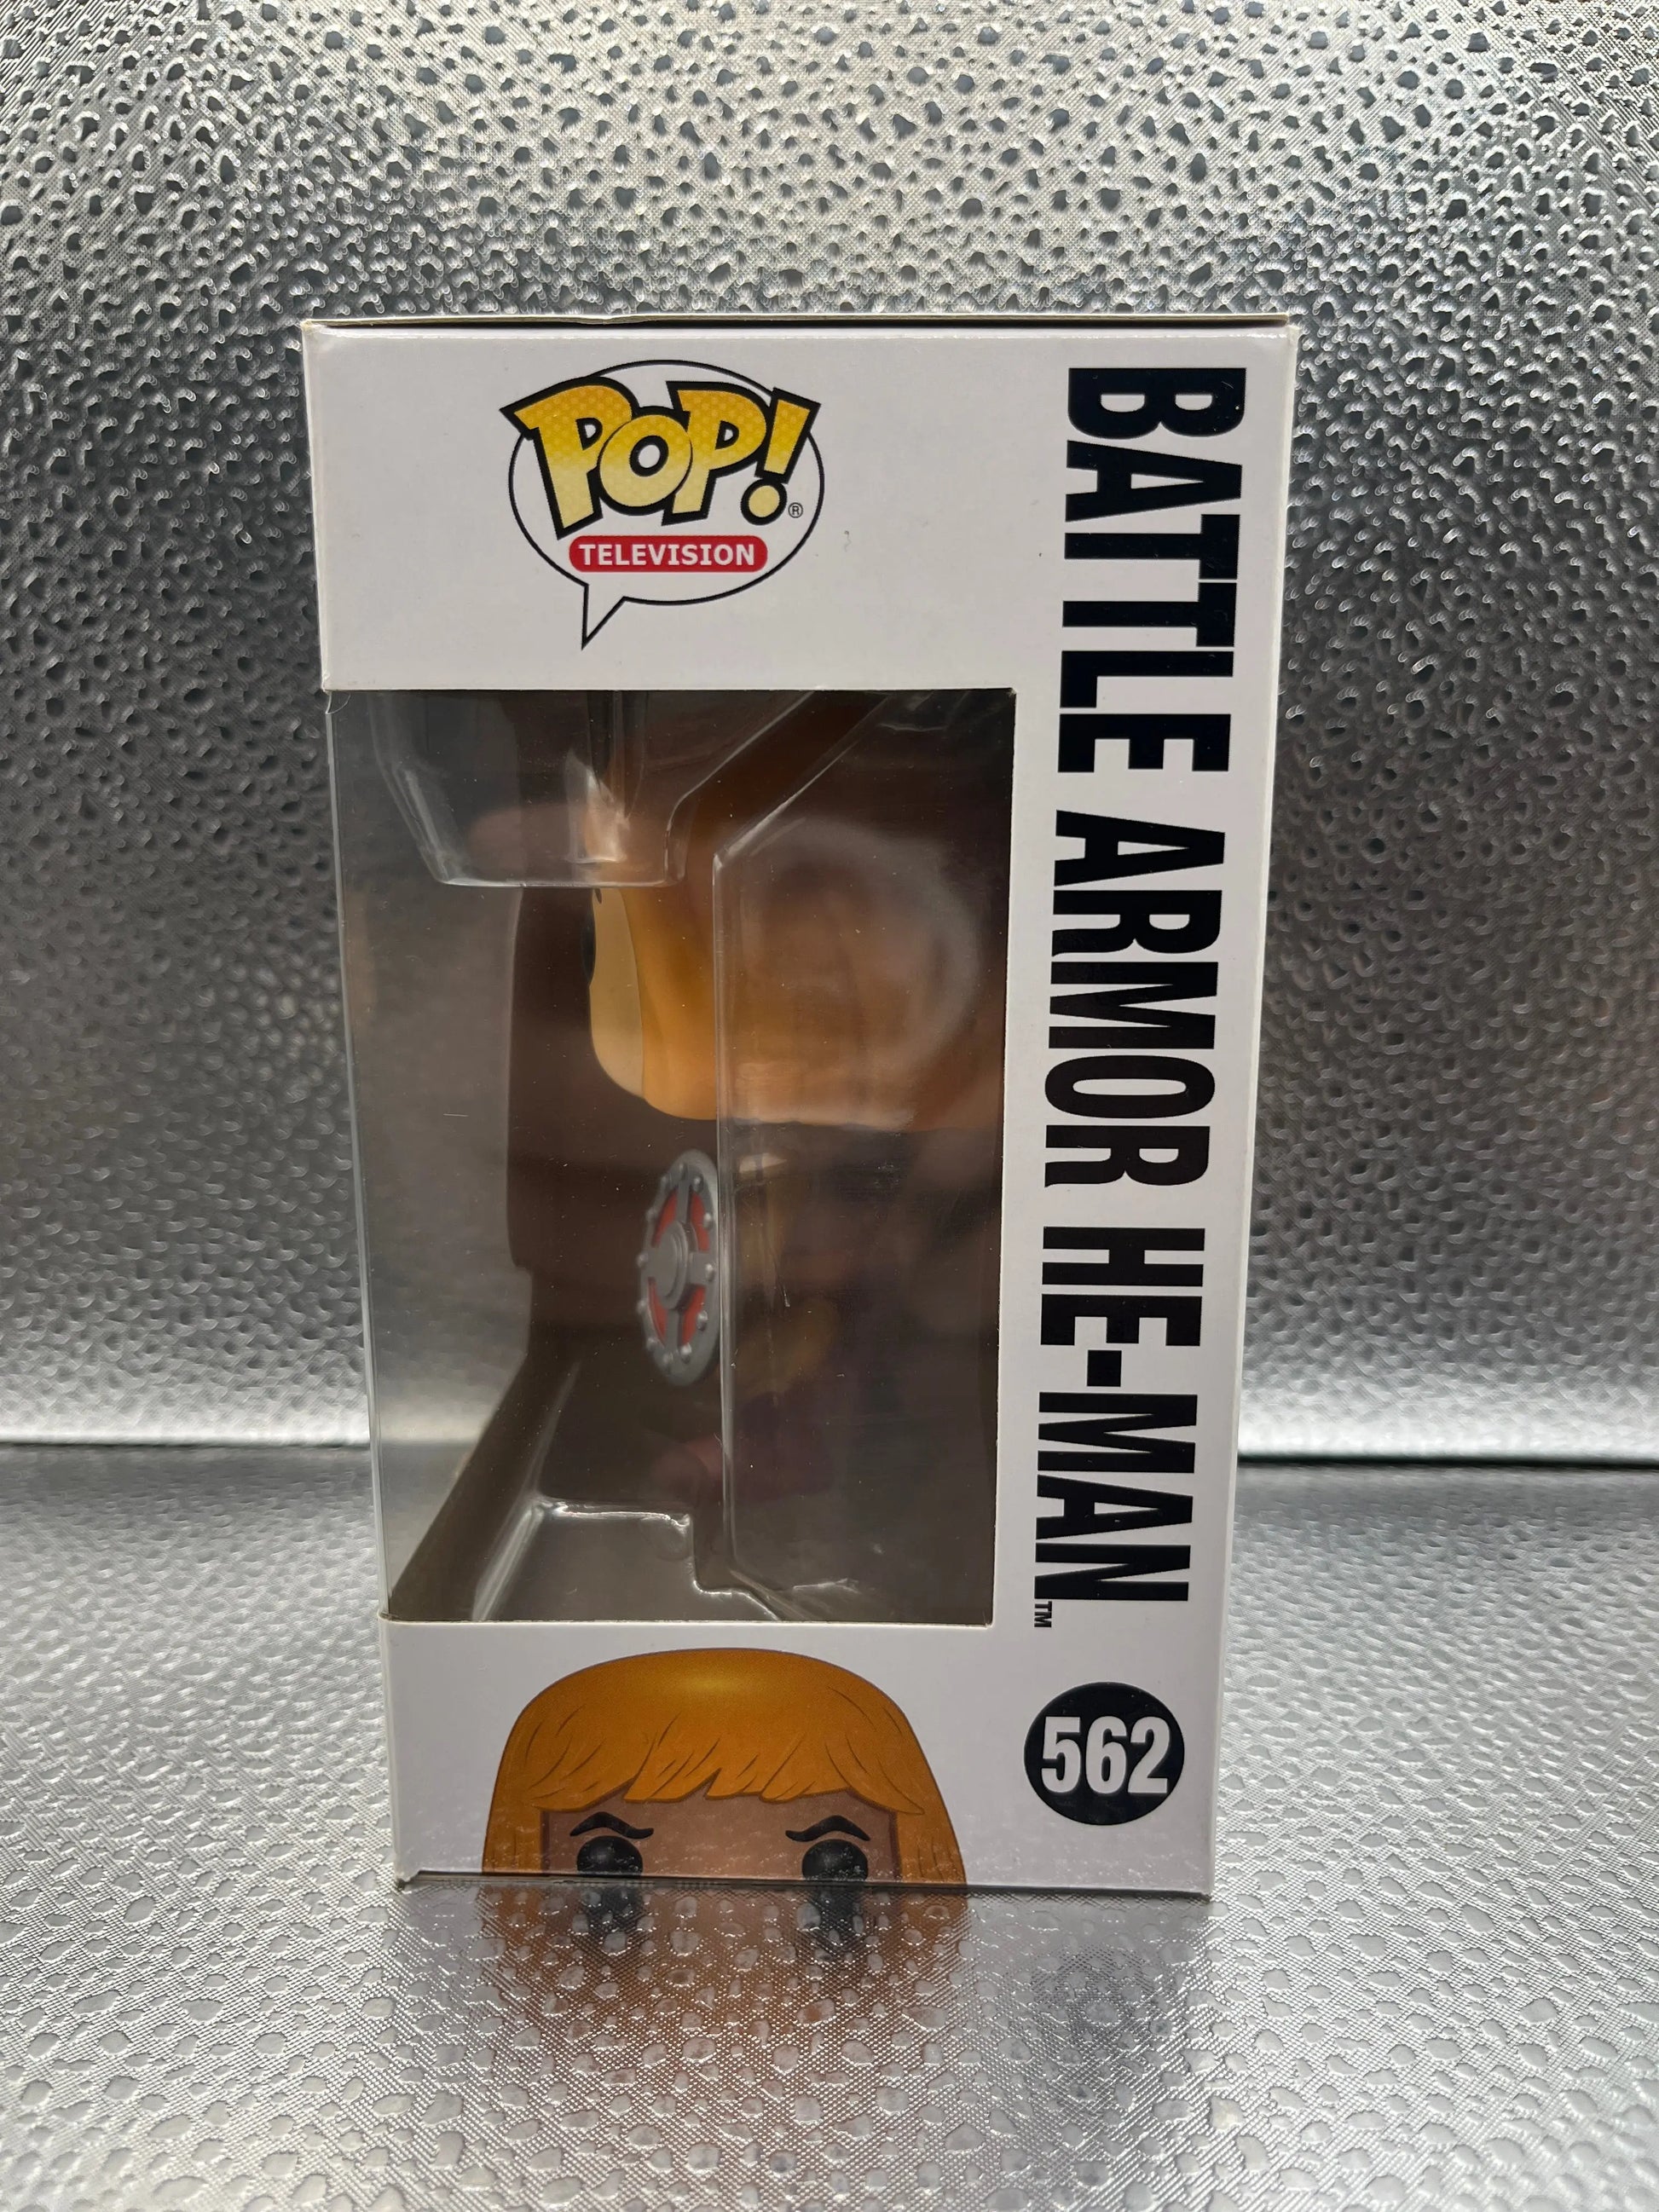 POP!®
TELEVISION
BATTLE ARMOR HE-MAN™
562